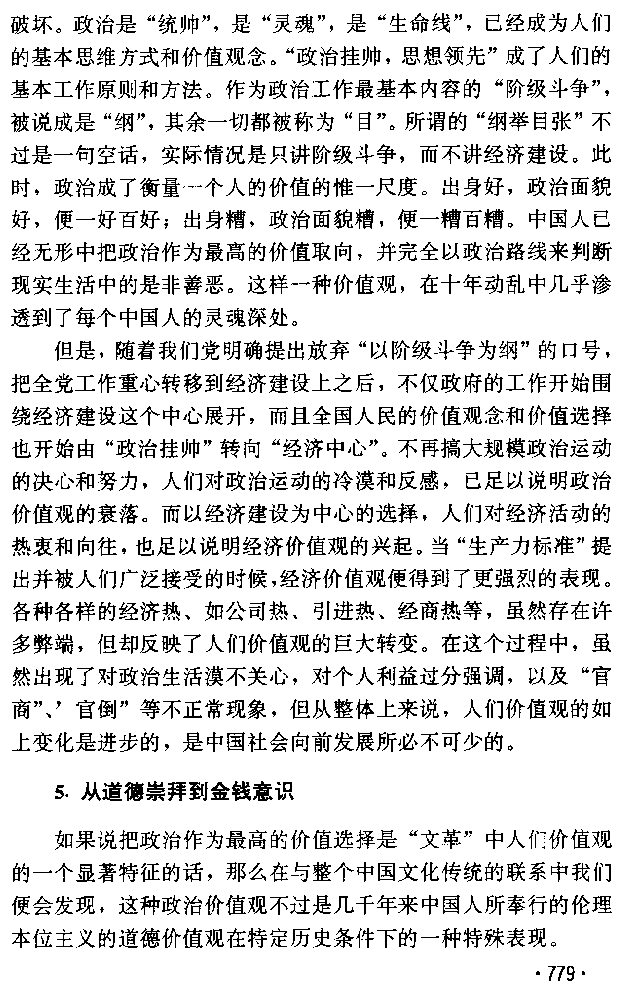 破坏。政治是“统帅”，是“灵魂”，是“生命线”，已经成为人们
的基本思维方式和价值观念。“政治挂帅，思想领先”成了人们的
基本工作原则和方法。作为政治工作最基本内容的“阶级斗争”，
被说成是“纲”，其余一切都被称为“目”。所谓的“纲举目张”不
过是一句空话，实际情况是只讲阶级斗争，而不讲经济建设。此
时，政治成了衡量一个人的价值的惟一尺度。出身好，政治面貌
好，便一好百好；出身糟，政治面貌糟，便一糟百糟。中国人已
经无形中把政治作为最高的价值取向，并完全以政治路线来判断
现实生活中的是非善恶。这样一种价值观，在十年动乱中几乎渗
透到了每个中国人的灵魂深处。
但是，随着我们党明确提出放弃“以阶级斗争为纲”的口号，
把全党工作重心转移到经济建设上之后，不仅政府的工作开始围
绕经济建设这个中心展开，而且全国人民的价值观念和价值选择
也开始由“政治挂帅”转向“经济中心”。不再搞大规模政治运动
的决心和努力，人们对政治运动的冷漠和反感，已足以说明政治
价值观的衰落。而以经济建设为中心的选择，人们对经济活动的
热衷和向往，也足以说明经济价值观的兴起。当“生产力标准”提
出并被人们广泛接受的时候，经济价值观便得到了更强烈的表现。
各种各样的经济热、如公司热、引进热、经商热等，虽然存在许
多弊端，但却反映了人们价值观的巨大转变。在这个过程中，虽
然出现了对政治生活漠不关心，对个人利益过分强调，以及“官
商”、’官倒”等不正常现象，但从整体上来说，人们价值观的如
上变化是进步的，是中国社会向前发展所必不可少的。
5. 从道德崇拜到金钱意识
如果说把政治作为最高的价值选择是“文革”中人们价值观
的一个显著特征的话，那么在与整个中国文化传统的联系中我们
便会发现，这种政治价值观不过是几千年来中国人所奉行的伦理
本位主义的道德价值观在特定历史条件下的一种特殊表现。
·779·